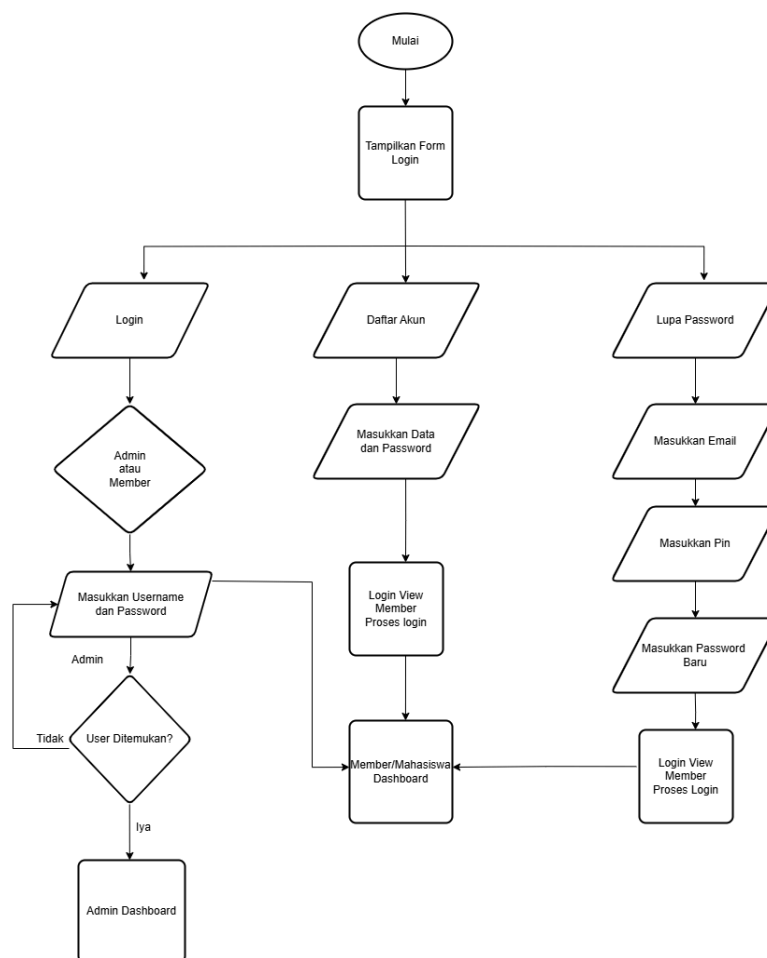 Mulai
Tampilkan Form
Login
Login
Daftar Akun
Lupa Password
Admin
atau
Member
Masukkan Data
dan Password
Masukkan Email
Masukkan Pin
Masukkan Username
dan Password
Login View
Member
Proses login
Masukkan Password
Baru
Admin
User Ditemukan?
Tidak
Member/Mahasiswa
Dashboard
Login View
Member
Proses Login
Iya
Admin Dashboard